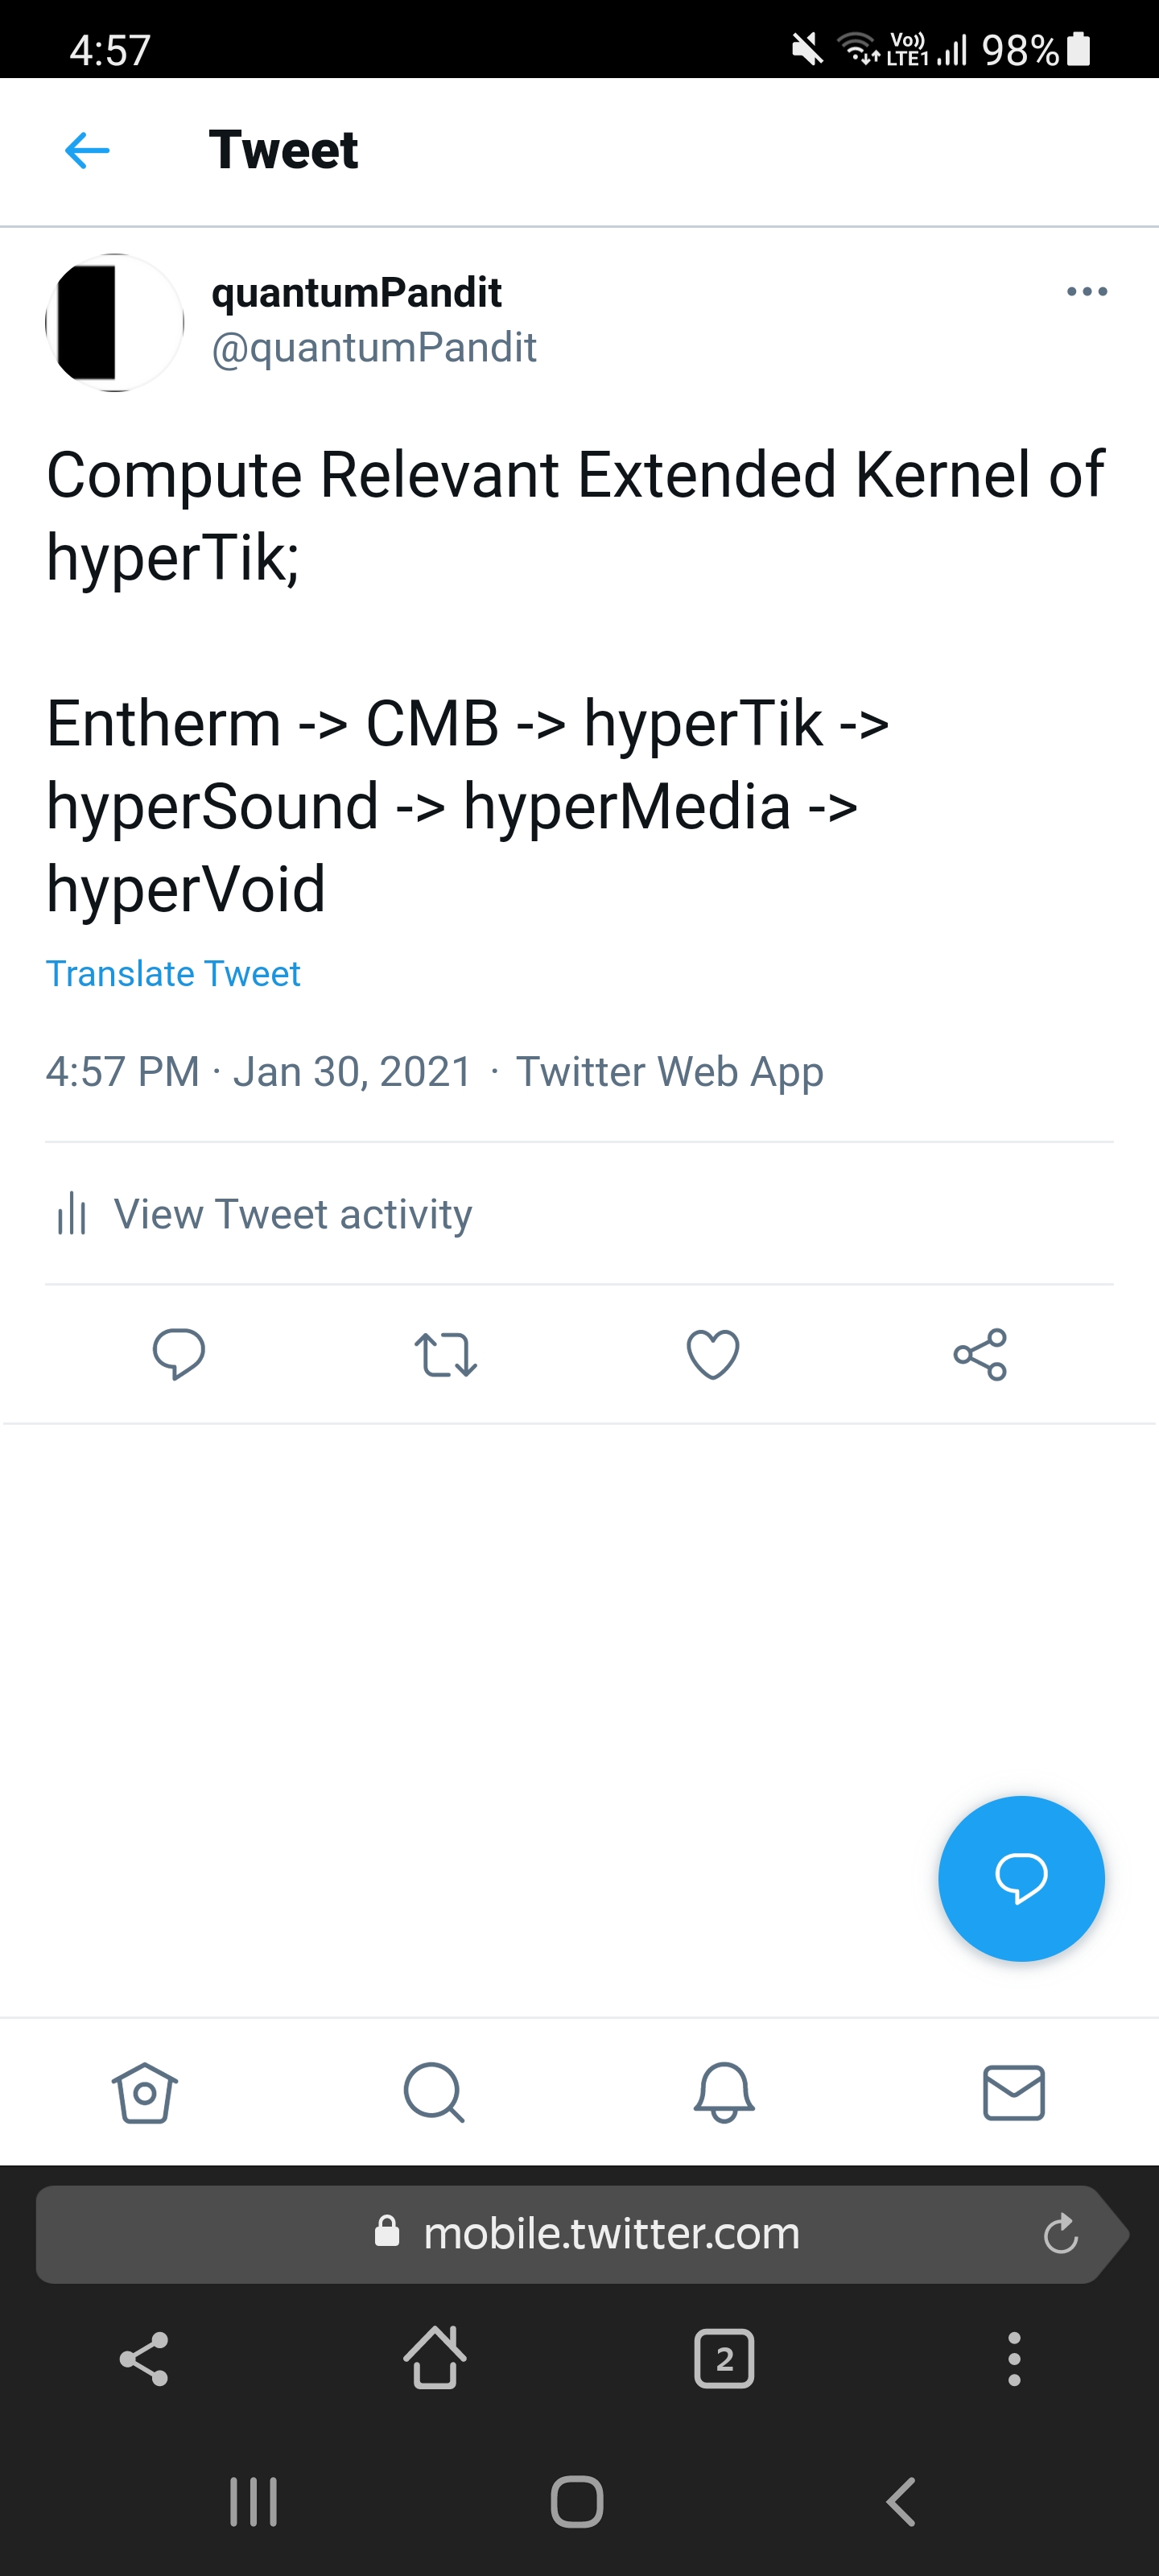 4:57 Vo)) LTE1 98%
Tweet
quantumPandit
@quantumPandit
Compute Relevant Extended Kernel of
hyperTik;
Entherm -> CMB -> hyperTik ->
hyperSound -> hyperMedia ->
hyperVoid
Translate Tweet
4:57 PM · Jan 30, 2021 · Twitter Web App
View Tweet activity
mobile.twitter.com
2